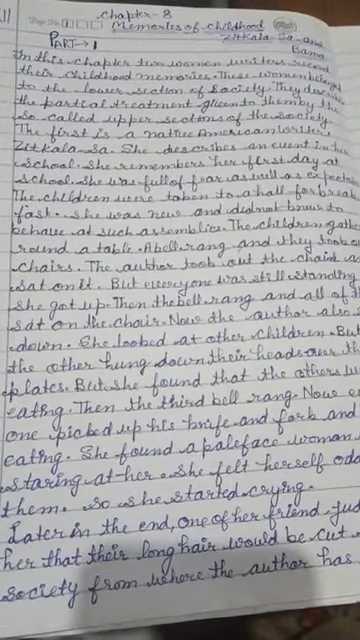 Chapter - 8
Memories of Childhood
Zitkala-Sa and
Bama
PART - 1
In this chapter two women writers record
their childhood memories. These women belong
to the lower section of Society. They describe
the partial treatment given to them by the
so called upper sections of the society.
The first is a native American writer
Zitkala-Sa. She describes an event in the
School. She remembers her first day at
school. She was full of fear as well as
The children were taken to a hall for break
fast. She was new and did not know to
behave at such assemblies. The children
round a table. A bell rang and they took
chairs. The author took out the chair
sat on it. But everyone was still standing
she got up. Then the bell rang and all of
sat on the chair. Now the author also
down. She looked at other children. But
the other hung down their heads over the
plates. But she found that the others
eating. Then the third bell rang. Now
one picked up his knife and fork and
eating. She found a paleface woman
staring at her. She felt herself odd
them. So she started crying.
Later in the end, one of her friend
her that their long hair would be cut.
Society from where the author has